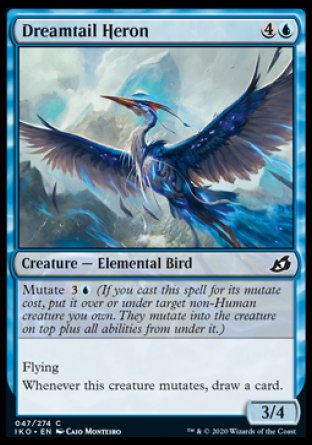 Dreamtail Heron 4
Creature — Elemental Bird
Mutate 3 (If you cast this spell for its mutate
cost, put it over or under target non-Human
creature you own. They mutate into the creature
on top plus all abilities from under it.)
Flying
Whenever this creature mutates, draw a card.
3/4
047/274 C
IKO • EN Caio Monteiro
™ & © 2020 Wizards of the Coast